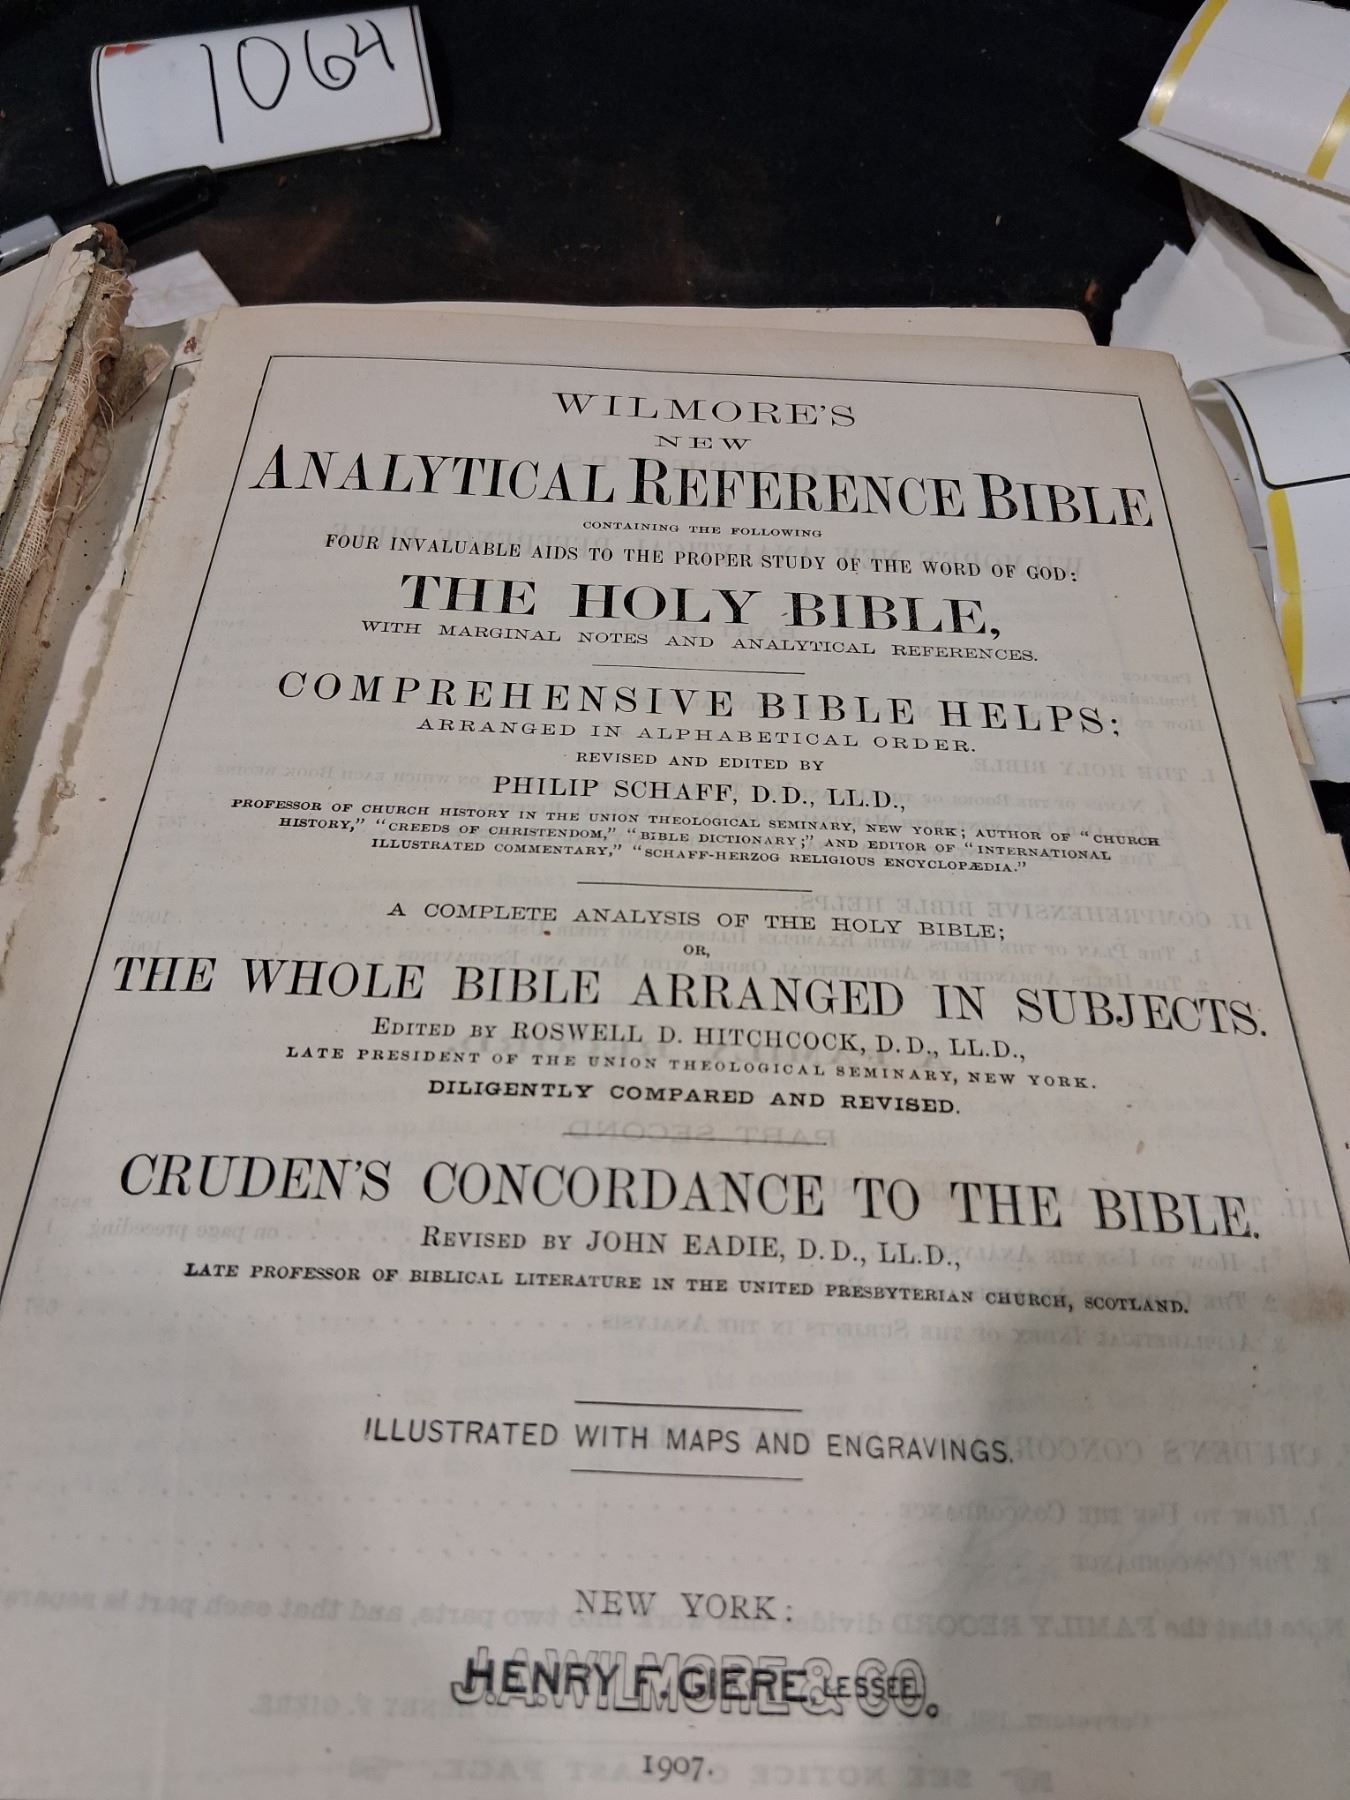 1064
WILMORE'S
NEW
ANALYTICAL REFERENCE BIBLE
CONTAINING THE FOLLOWING
FOUR INVALUABLE AIDS TO THE PROPER STUDY OF THE WORD OF GOD:
THE HOLY BIBLE,
WITH MARGINAL NOTES AND ANALYTICAL REFERENCES.
COMPREHENSIVE BIBLE HELPS;
ARRANGED IN ALPHABETICAL ORDER.
REVISED AND EDITED BY
PHILIP SCHAFF, D.D., LL.D.,
PROFESSOR OF CHURCH HISTORY IN THE UNION THEOLOGICAL SEMINARY, NEW YORK; AUTHOR OF "CHURCH
HISTORY," "CREEDS OF CHRISTENDOM," "BIBLE DICTIONARY;" AND EDITOR OF "INTERNATIONAL
ILLUSTRATED COMMENTARY," "SCHAFF-HERZOG RELIGIOUS ENCYCLOPÆDIA."
A COMPLETE ANALYSIS OF THE HOLY BIBLE;
OR,
THE WHOLE BIBLE ARRANGED IN SUBJECTS.
EDITED BY ROSWELL D. HITCHCOCK, D.D., LL.D.,
LATE PRESIDENT OF THE UNION THEOLOGICAL SEMINARY, NEW YORK.
DILIGENTLY COMPARED AND REVISED.
CRUDEN'S CONCORDANCE TO THE BIBLE.
REVISED BY JOHN EADIE, D.D., LL.D.,
LATE PROFESSOR OF BIBLICAL LITERATURE IN THE UNITED PRESBYTERIAN CHURCH, SCOTLAND.
ILLUSTRATED WITH MAPS AND ENGRAVINGS.
NEW YORK:
J.A. WILMORE & CO.
HENRY F. GIERE, LESSEE,
1907.